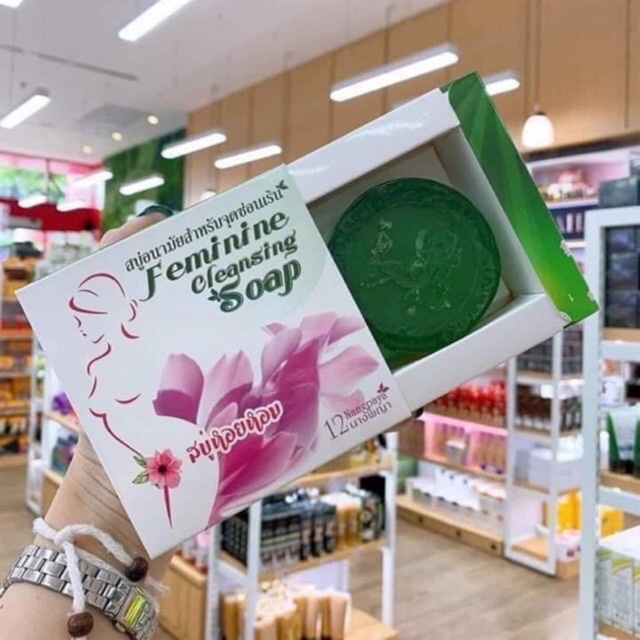 สบู่อนามัยสำหรับจุดซ่อนเร้น
Feminine
Cleansing
Soap
สบู่หอยหอม
12 Nangpaya
นางพญา